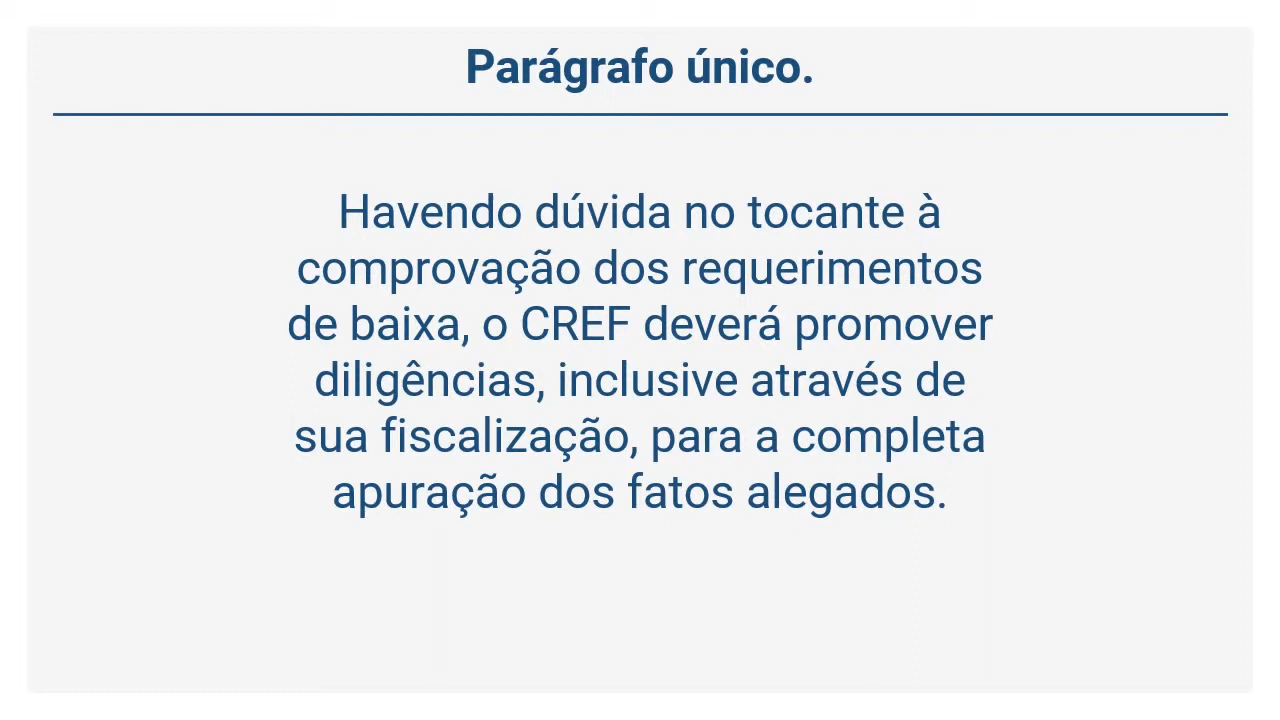 Parágrafo único.
Havendo dúvida no tocante à
comprovação dos requerimentos
de baixa, o CREF deverá promover
diligências, inclusive através de
sua fiscalização, para a completa
apuração dos fatos alegados.